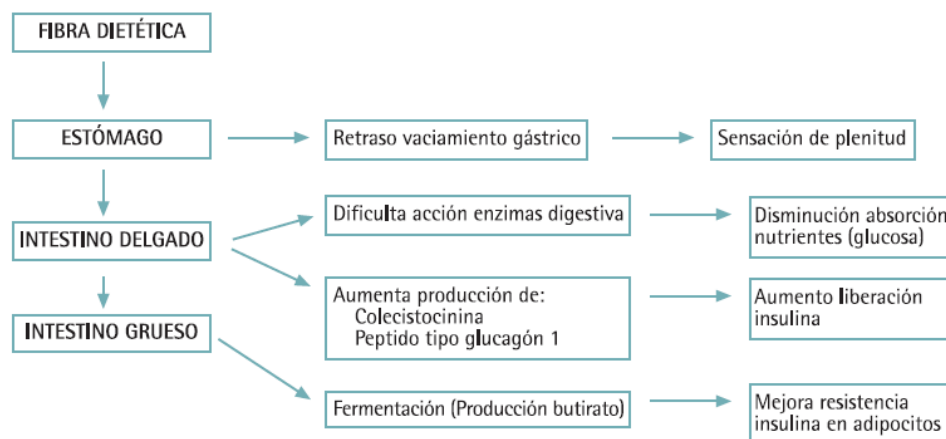 FIBRA DIETÉTICA
ESTÓMAGO
Retraso vaciamiento gástrico
Sensación de plenitud
INTESTINO DELGADO
Dificulta acción enzimas digestiva
Disminución absorción
nutrientes (glucosa)
Aumenta producción de:
Colecistocinina
Peptido tipo glucagón 1
Aumento liberación
insulina
INTESTINO GRUESO
Fermentación (Producción butirato)
Mejora resistencia
insulina en adipocitos